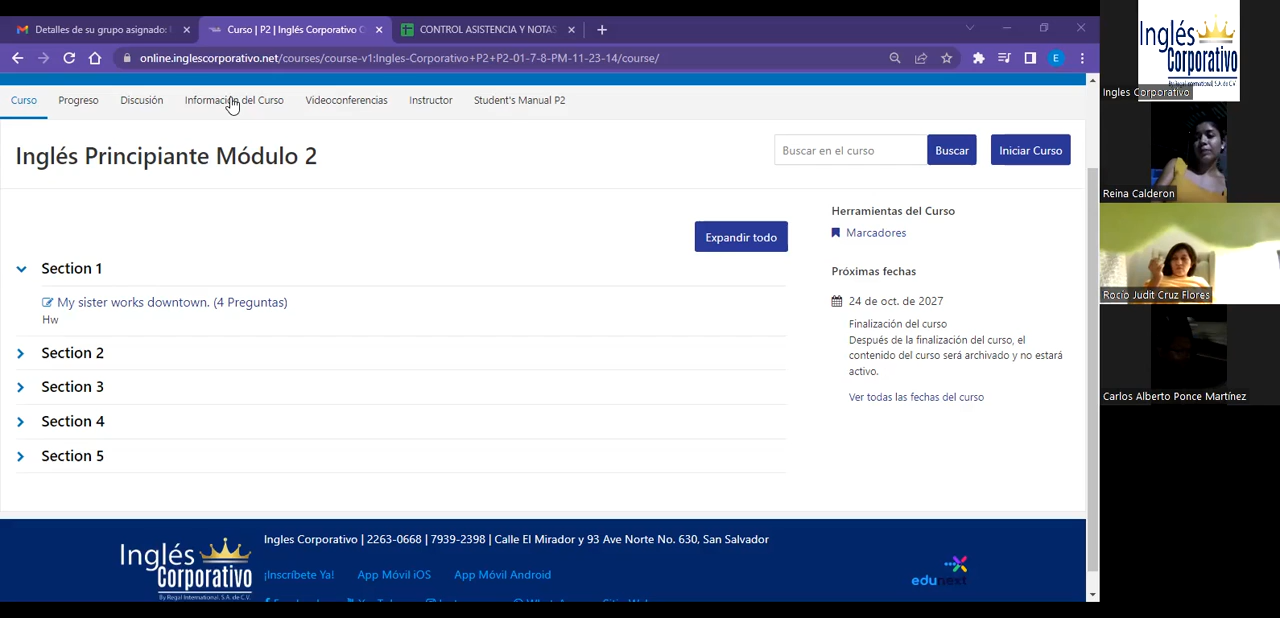 Detalles de su grupo asignado:
Curso | P2 | Inglés Corporativo
CONTROL ASISTENCIA Y NOTAS
online.inglescorporativo.net/courses/course-v1:Ingles-Corporativo+P2+P2-01-7-8-PM-11-23-14/course/
E
Curso
Progreso
Discusión
Información del Curso
Videoconferencias
Instructor
Student's Manual P2
Inglés Principiante Módulo 2
Buscar en el curso
Buscar
Iniciar Curso
Expandir todo
Section 1
My sister works downtown. (4 Preguntas)
Hw
Section 2
Section 3
Section 4
Section 5
Herramientas del Curso
Marcadores
Próximas fechas
24 de oct. de 2027
Finalización del curso
Después de la finalización del curso, el
contenido del curso será archivado y no estará
activo.
Ver todas las fechas del curso
Inglés
Corporativo
By Regal International, S.A. de C.V.
Ingles Corporativo | 2263-0668 | 7939-2398 | Calle El Mirador y 93 Ave Norte No. 630, San Salvador
¡Inscríbete Ya!
App Móvil iOS
App Móvil Android
edunext
Inglés
Corporativo
Ingles Corporativo
Reina Calderon
Rocío Judit Cruz Flores
Carlos Alberto Ponce Martínez